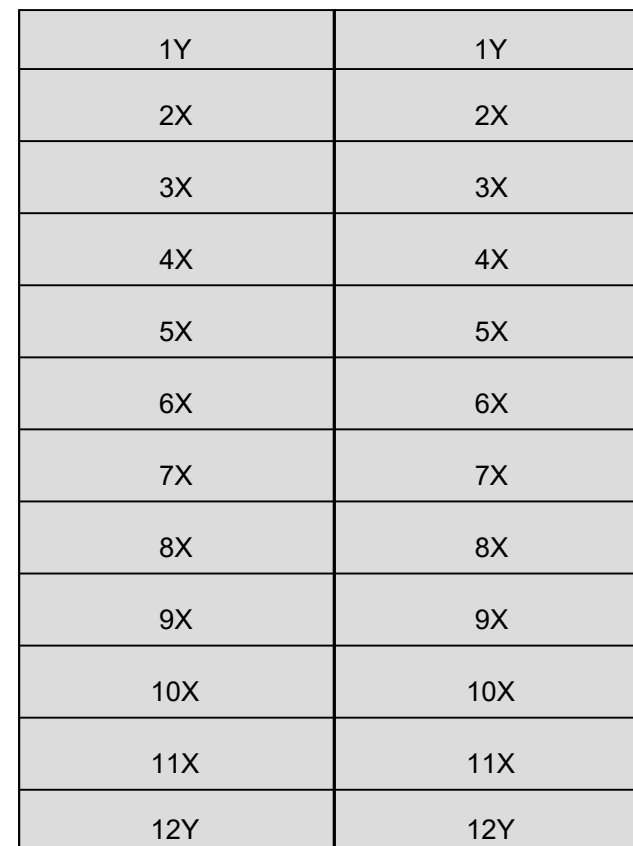 1Y 1Y
2X 2X
3X 3X
4X 4X
5X 5X
6X 6X
7X 7X
8X 8X
9X 9X
10X 10X
11X 11X
12Y 12Y